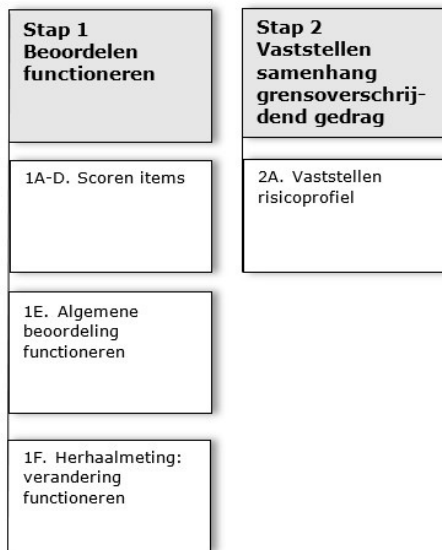 Stap 1
Beoordelen
functioneren
1A-D. Scoren items
1E. Algemene
beoordeling
functioneren
1F. Herhaalmeting:
verandering
functioneren
Stap 2
Vaststellen
samenhang
grensoverschrij-
dend gedrag
2A. Vaststellen
risicoprofiel